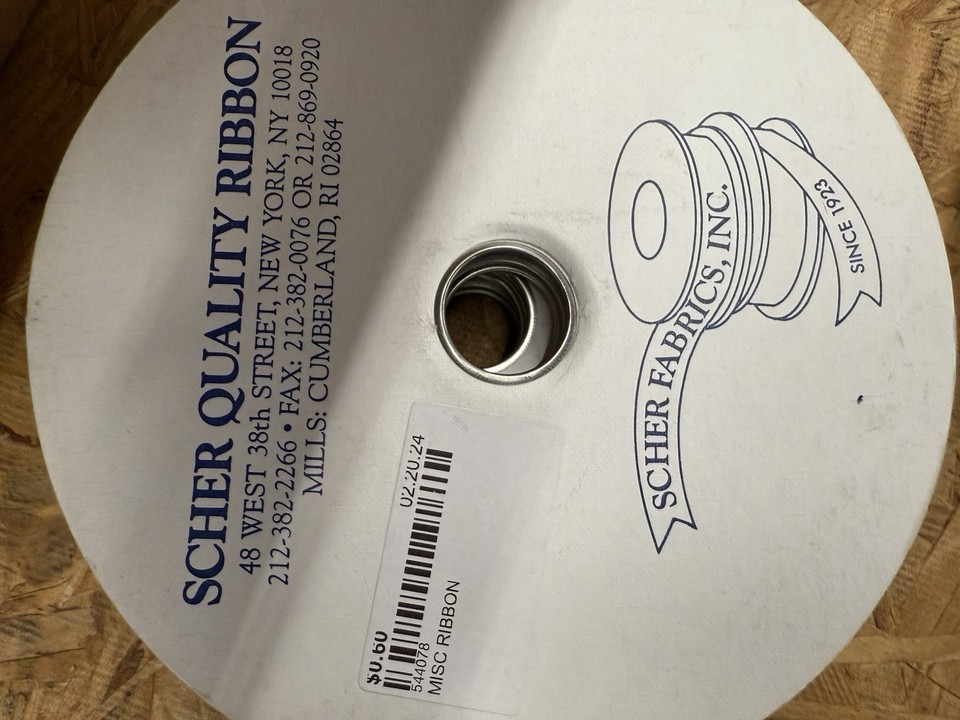 SCHER QUALITY RIBBON
48 WEST 38th STREET, NEW YORK, NY 10018
212-382-2266 • FAX: 212-382-0076 OR 212-869-0920
MILLS: CUMBERLAND, RI 02864
$0.60
02.20.24
544078
MISC RIBBON
SCHER FABRICS, INC.
SINCE 1923